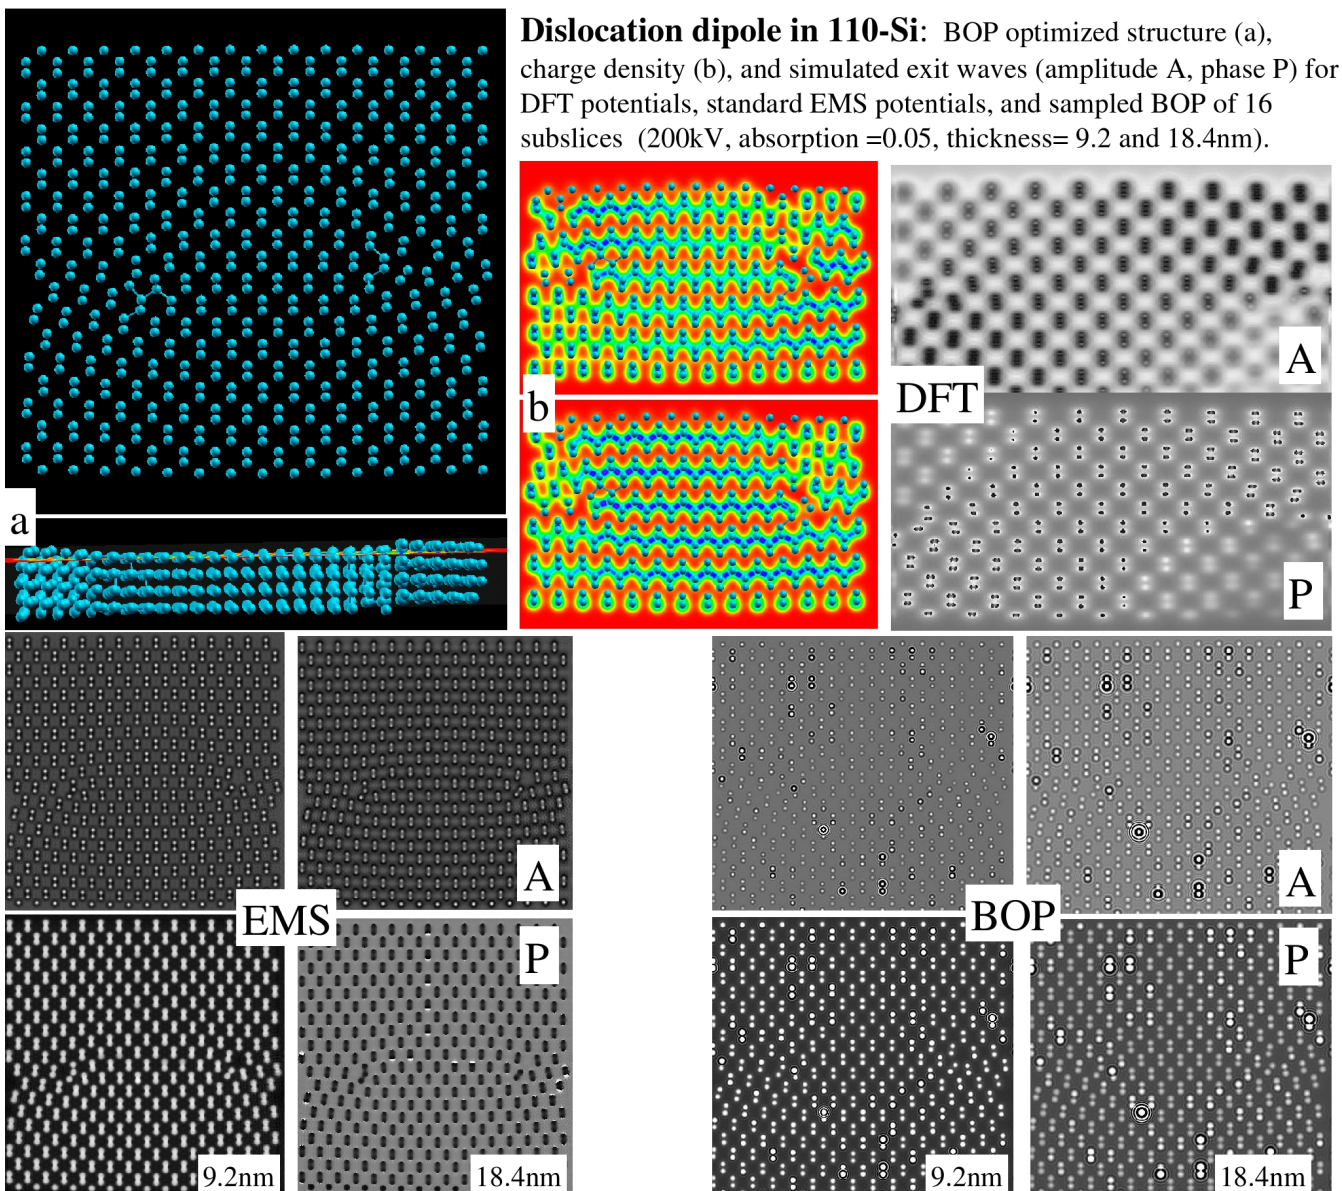 Dislocation dipole in 110-Si: BOP optimized structure (a),
charge density (b), and simulated exit waves (amplitude A, phase P) for
DFT potentials, standard EMS potentials, and sampled BOP of 16
subslices (200kV, absorption =0.05, thickness= 9.2 and 18.4nm).
a
b
A
DFT
P
A
EMS
P
9.2nm
18.4nm
A
BOP
P
9.2nm
18.4nm